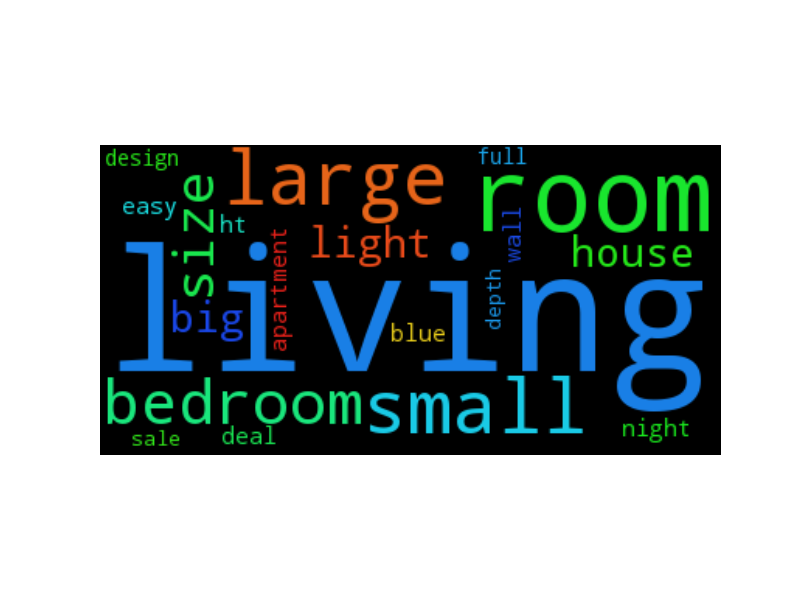 design
full
large
room
size
easy
ht
wall
light
house
apartment
living
depth
big
blue
bedroom
small
night
sale
deal